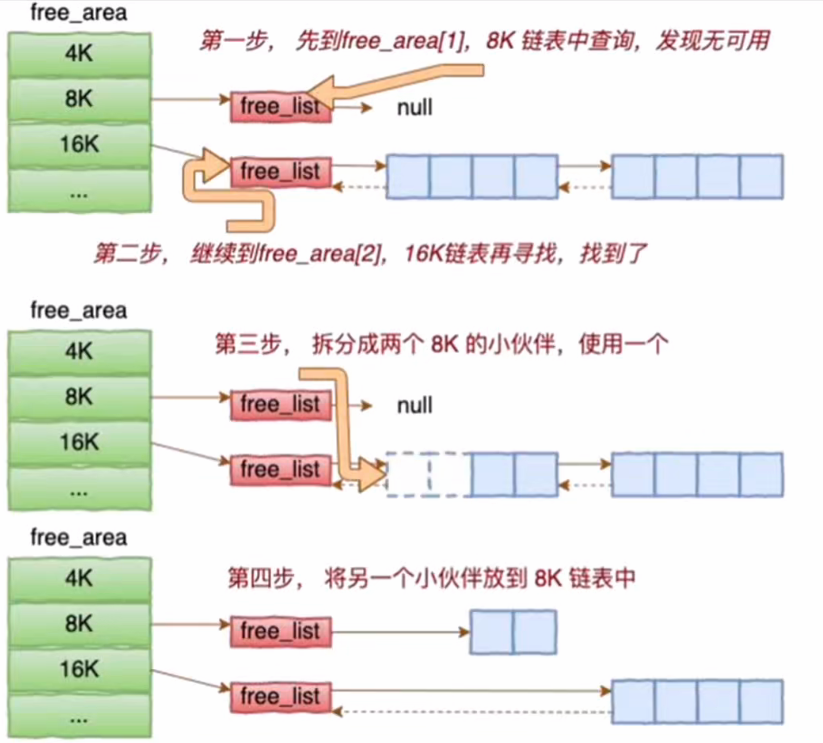 free_area
第一步， 先到free_area[1]，8K 链表中查询，发现无可用
4K
8K
free_list
null
16K
free_list
...
第二步， 继续到free_area[2]，16K链表再寻找，找到了
free_area
第三步， 拆分成两个 8K 的小伙伴，使用一个
4K
8K
free_list
null
16K
free_list
...
free_area
第四步， 将另一个小伙伴放到 8K 链表中
4K
8K
free_list
16K
free_list
...